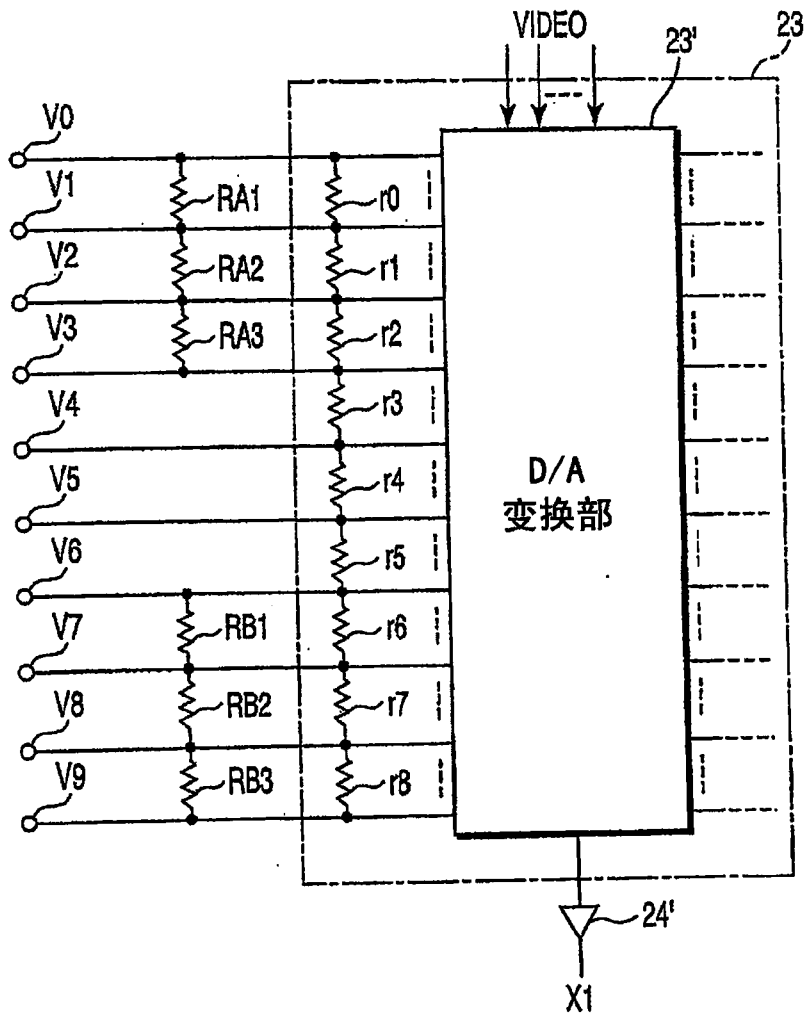 VIDEO
23
23'
V0
V1
V2
V3
V4
V5
V6
V7
V8
V9
RA1
RA2
RA3
RB1
RB2
RB3
r0
r1
r2
r3
r4
r5
r6
r7
r8
D/A
变换部
24'
X1